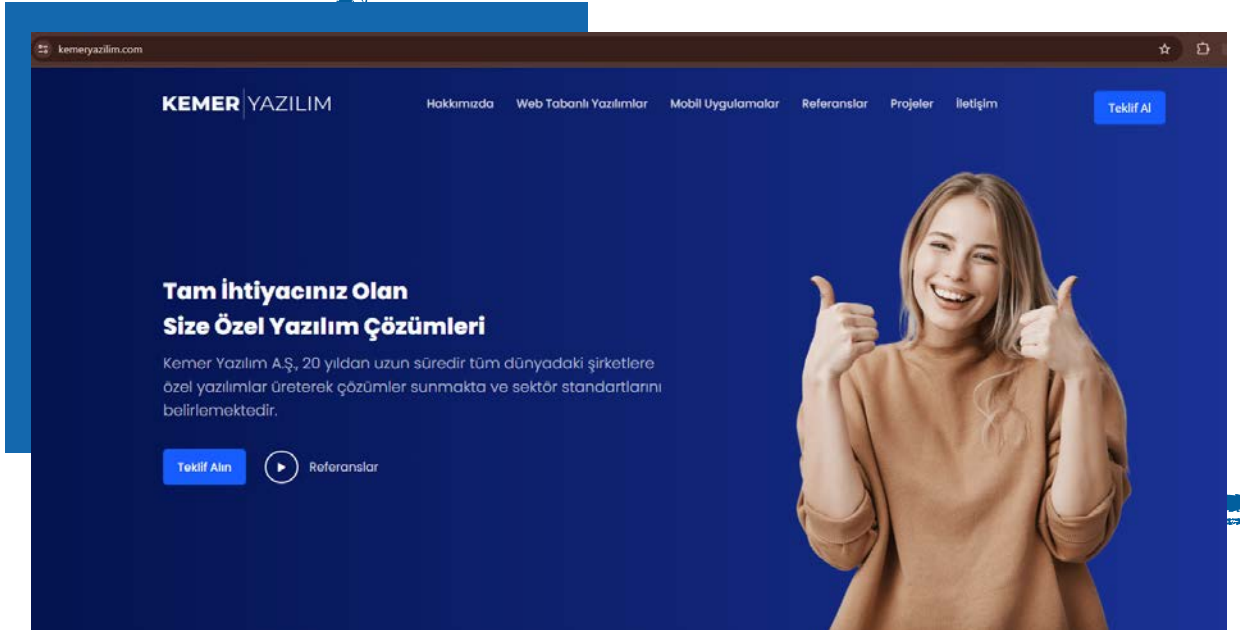 kemeryazilim.com
KEMER YAZILIM
Hakkımızda Web Tabanlı Yazılımlar Mobil Uygulamalar Referanslar Projeler İletişim
Teklif Al
Tam İhtiyacınız Olan
Size Özel Yazılım Çözümleri
Kemer Yazılım A.Ş., 20 yıldan uzun süredir tüm dünyadaki şirketlere
özel yazılımlar üreterek çözümler sunmakta ve sektör standartlarını
belirlemektedir.
Teklif Alın
Referanslar